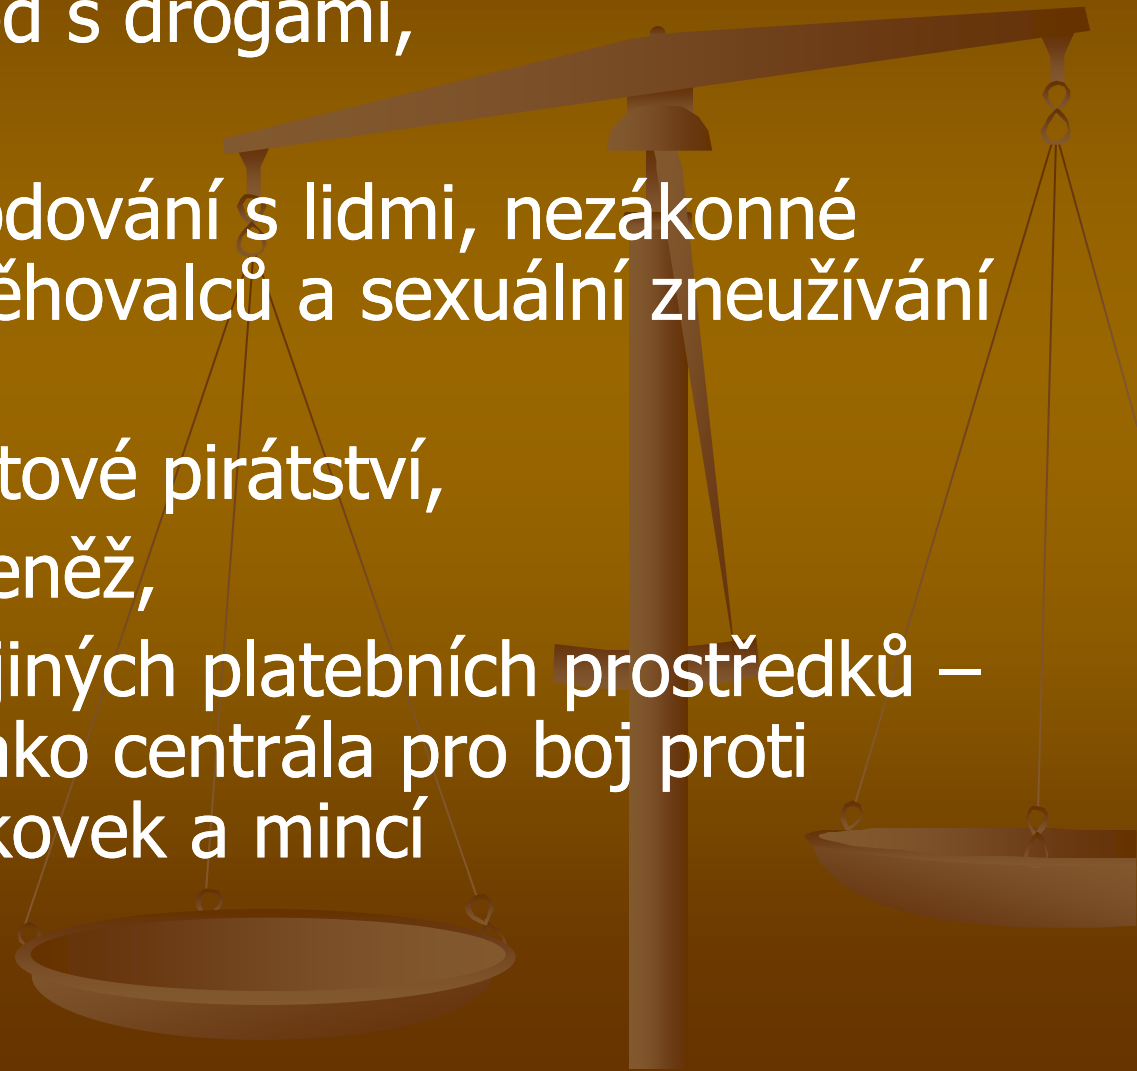 d s drogami,
dování s lidmi, nezákonné
ěhovalců a sexuální zneužívání
tové pirátství,
eněž,
jiných platebních prostředků –
ako centrála pro boj proti
kovek a mincí